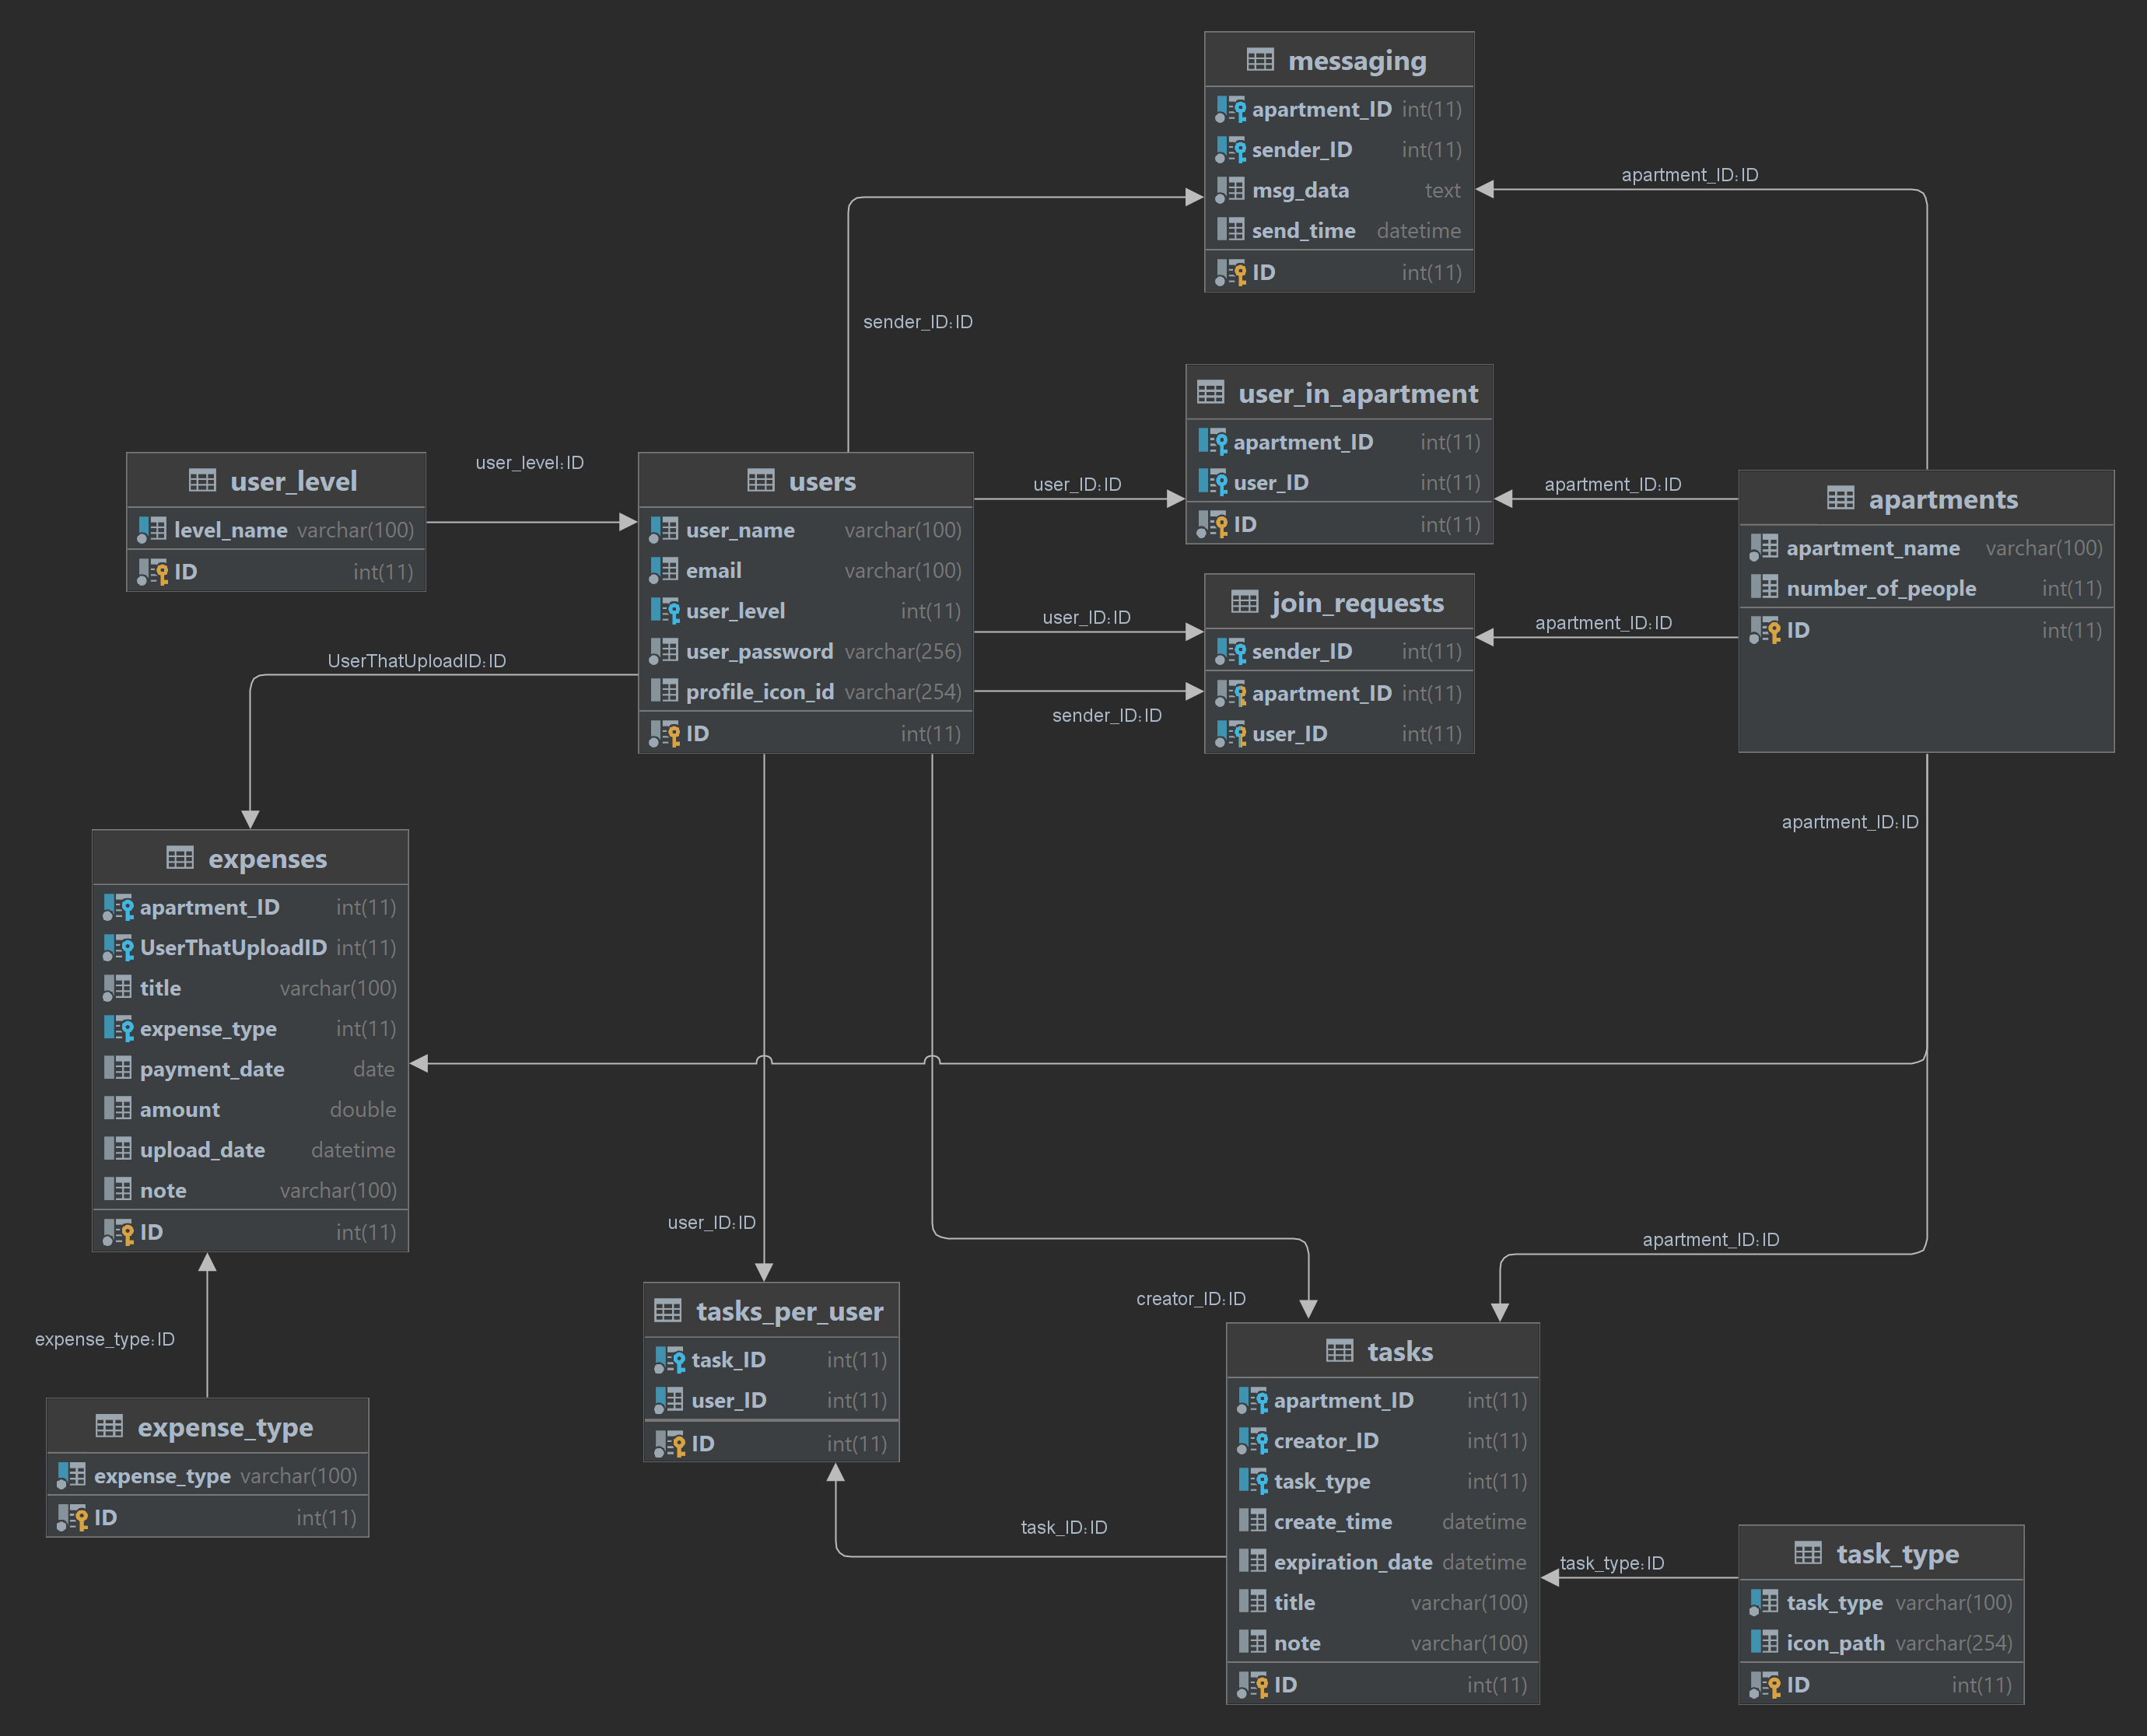 messaging
apartment_ID int(11)
sender_ID int(11)
msg_data text
send_time datetime
ID int(11)
apartment_ID:ID
sender_ID:ID
user_in_apartment
apartment_ID int(11)
user_ID int(11)
ID int(11)
user_level
level_name varchar(100)
ID int(11)
user_level:ID
users
user_name varchar(100)
email varchar(100)
user_level int(11)
user_password varchar(256)
profile_icon_id varchar(254)
ID int(11)
user_ID:ID
apartment_ID:ID
apartments
apartment_name varchar(100)
number_of_people int(11)
ID int(11)
join_requests
sender_ID int(11)
apartment_ID int(11)
user_ID int(11)
user_ID:ID
apartment_ID:ID
sender_ID:ID
UserThatUploadID:ID
apartment_ID:ID
expenses
apartment_ID int(11)
UserThatUploadID int(11)
title varchar(100)
expense_type int(11)
payment_date date
amount double
upload_date datetime
note varchar(100)
ID int(11)
user_ID:ID
apartment_ID:ID
creator_ID:ID
expense_type:ID
tasks_per_user
task_ID int(11)
user_ID int(11)
ID int(11)
tasks
apartment_ID int(11)
creator_ID int(11)
task_type int(11)
create_time datetime
expiration_date datetime
title varchar(100)
note varchar(100)
ID int(11)
expense_type
expense_type varchar(100)
ID int(11)
task_ID:ID
task_type:ID
task_type
task_type varchar(100)
icon_path varchar(254)
ID int(11)